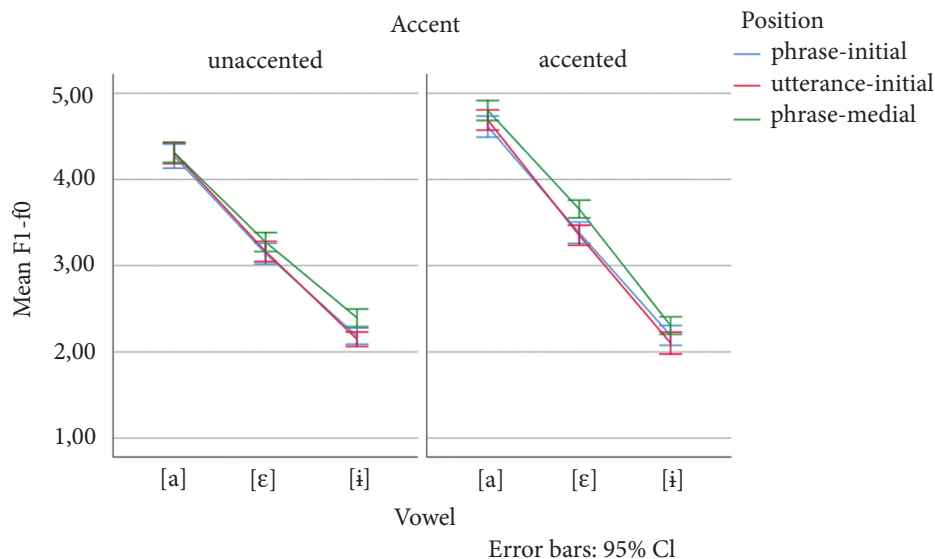 Accent
unaccented
accented
Position
phrase-initial
utterance-initial
phrase-medial
Mean F1-f0
5,00
4,00
3,00
2,00
1,00
[a]
[ɛ]
[ɨ]
[a]
[ɛ]
[ɨ]
Vowel
Error bars: 95% Cl